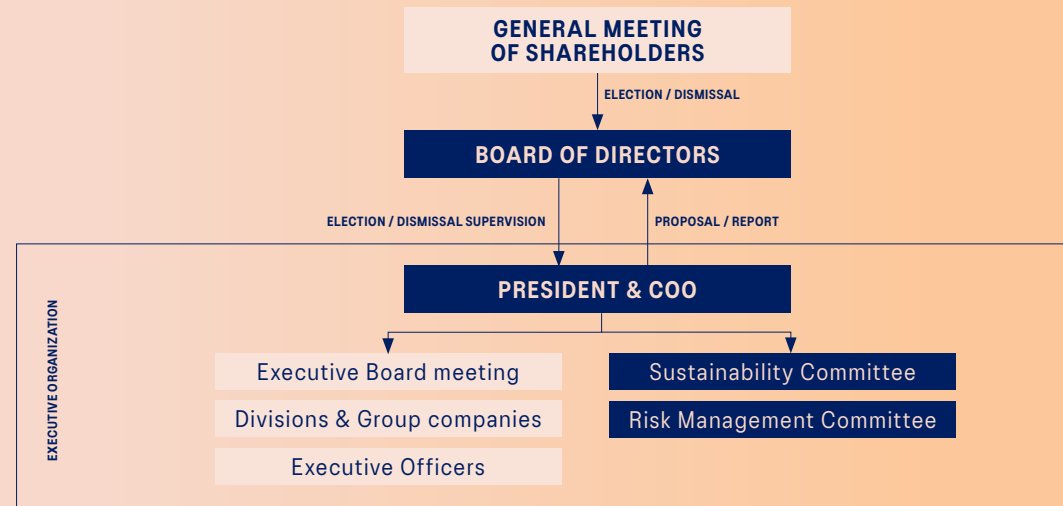 GENERAL MEETING
OF SHAREHOLDERS
ELECTION / DISMISSAL
BOARD OF DIRECTORS
ELECTION / DISMISSAL SUPERVISION
PROPOSAL / REPORT
EXECUTIVE ORGANIZATION
PRESIDENT & COO
Executive Board meeting
Sustainability Committee
Divisions & Group companies
Risk Management Committee
Executive Officers